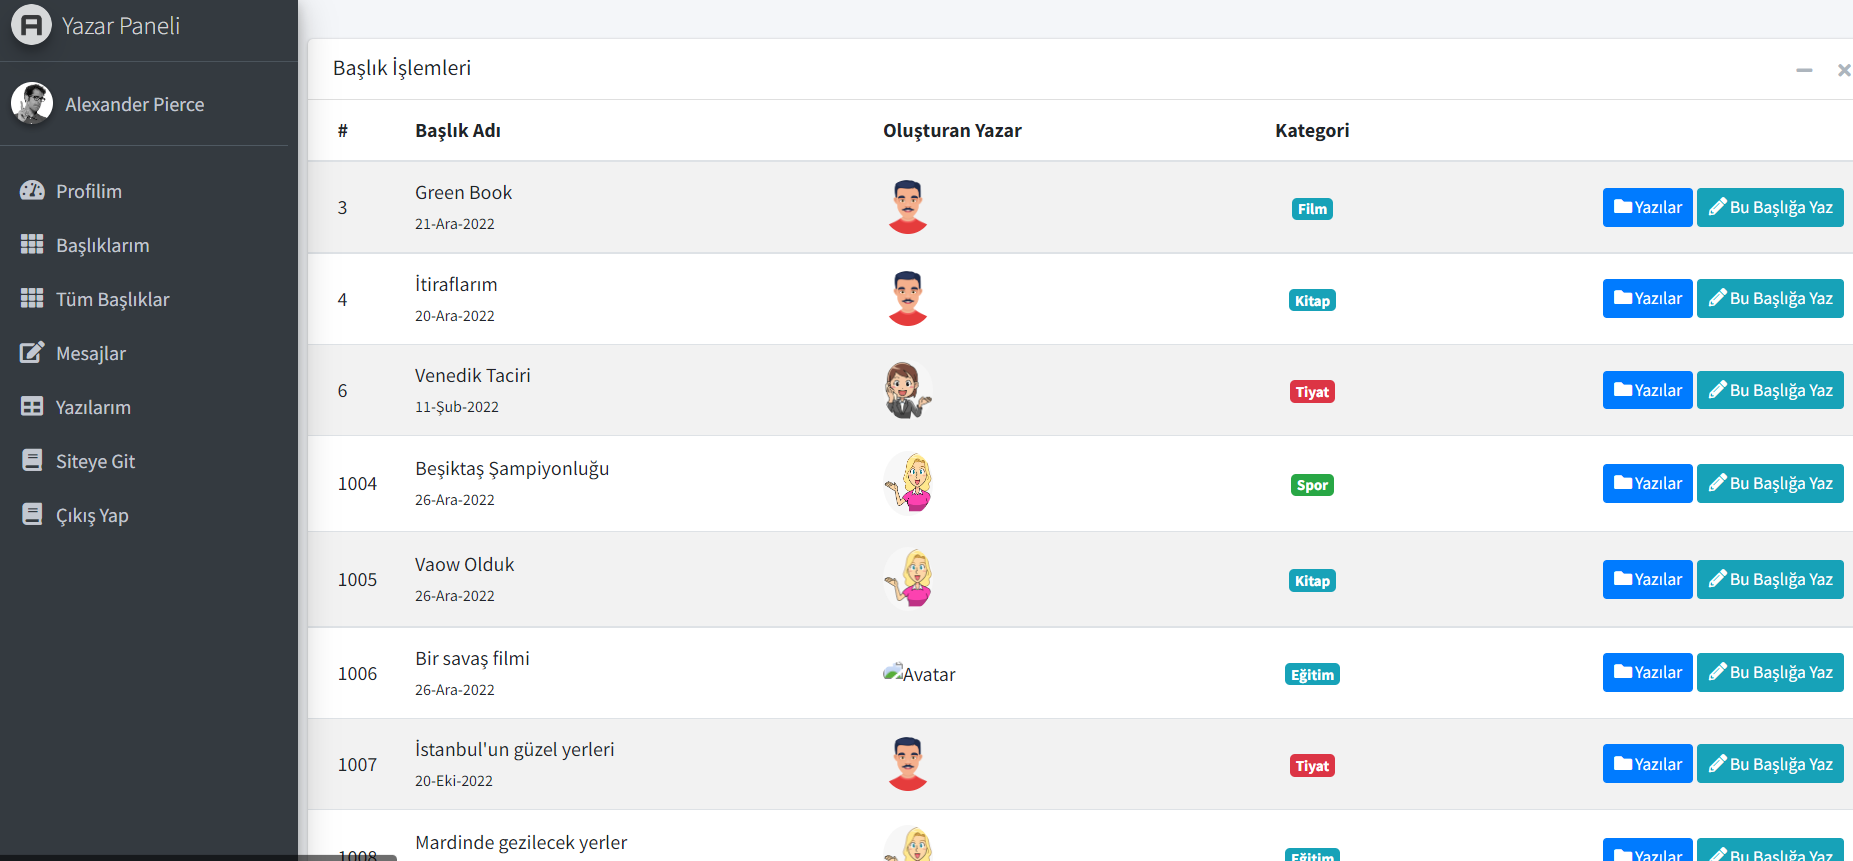 Yazar Paneli
Alexander Pierce
Profilim
Başlıklarım
Tüm Başlıklar
Mesajlar
Yazılarım
Siteye Git
Çıkış Yap
Başlık İşlemleri
# Başlık Adı Oluşturan Yazar Kategori
3 Green Book Film Yazılar Bu Başlığa Yaz
21-Ara-2022
4 İtiraflarım Kitap Yazılar Bu Başlığa Yaz
20-Ara-2022
6 Venedik Taciri Tiyat Yazılar Bu Başlığa Yaz
11-Şub-2022
1004 Beşiktaş Şampiyonluğu Spor Yazılar Bu Başlığa Yaz
26-Ara-2022
1005 Vaow Olduk Kitap Yazılar Bu Başlığa Yaz
26-Ara-2022
1006 Bir savaş filmi Avatar Eğitim Yazılar Bu Başlığa Yaz
26-Ara-2022
1007 İstanbul'un güzel yerleri Tiyat Yazılar Bu Başlığa Yaz
20-Eki-2022
1008 Mardinde gezilecek yerler Eğitim Yazılar Bu Başlığa Yaz